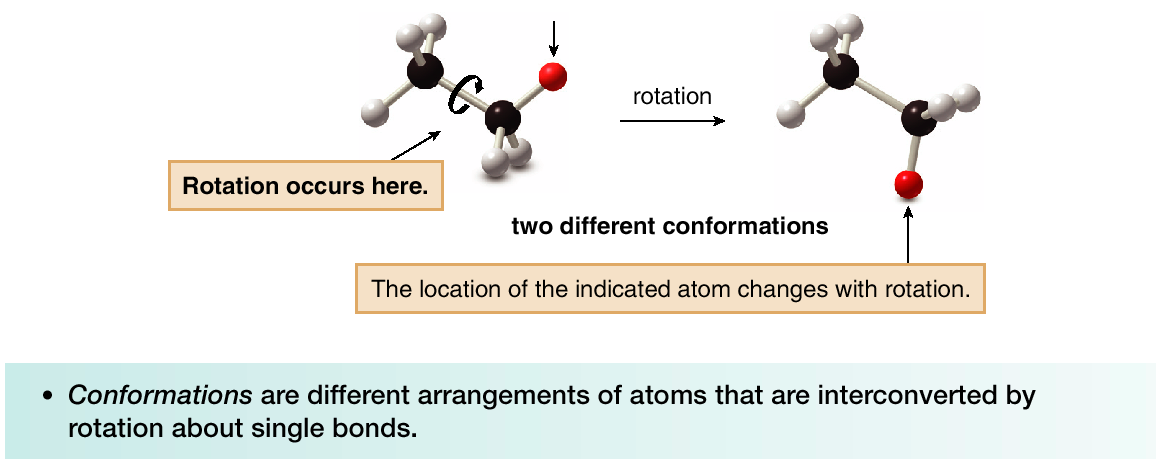 rotation
Rotation occurs here.
two different conformations
The location of the indicated atom changes with rotation.
• Conformations are different arrangements of atoms that are interconverted by
rotation about single bonds.